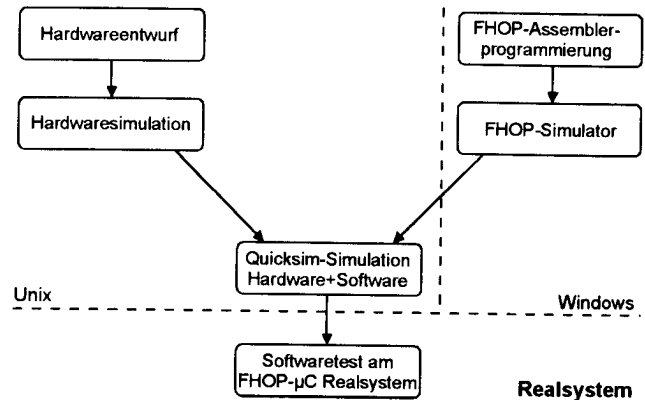 Hardwareentwurf
FHOP-Assembler-
programmierung
Hardwaresimulation
FHOP-Simulator
Quicksim-Simulation
Hardware+Software
Unix
Windows
Softwaretest am
FHOP-µC Realsystem
Realsystem